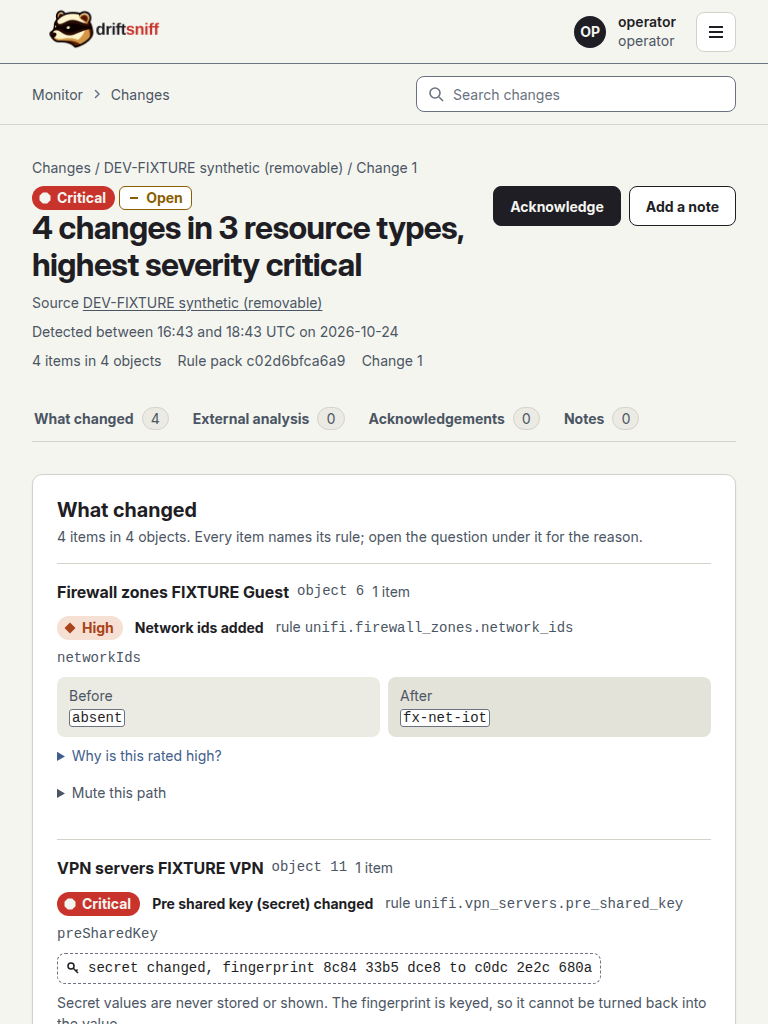 driftsniff
OP
operator
operator
Monitor
Changes
Search changes
Changes / DEV-FIXTURE synthetic (removable) / Change 1
Critical
Open
Acknowledge
Add a note
4 changes in 3 resource types,
highest severity critical
Source DEV-FIXTURE synthetic (removable)
Detected between 16:43 and 18:43 UTC on 2026-10-24
4 items in 4 objects Rule pack c02d6bfca6a9 Change 1
What changed 4
External analysis 0
Acknowledgements 0
Notes 0
What changed
4 items in 4 objects. Every item names its rule; open the question under it for the reason.
Firewall zones FIXTURE Guest object 6 1 item
High Network ids added rule unifi.firewall_zones.network_ids
networkIds
Before
absent
After
fx-net-iot
Why is this rated high?
Mute this path
VPN servers FIXTURE VPN object 11 1 item
Critical Pre shared key (secret) changed rule unifi.vpn_servers.pre_shared_key
preSharedKey
secret changed, fingerprint 8c84 33b5 dce8 to c0dc 2e2c 680a
Secret values are never stored or shown. The fingerprint is keyed, so it cannot be turned back into
the value.